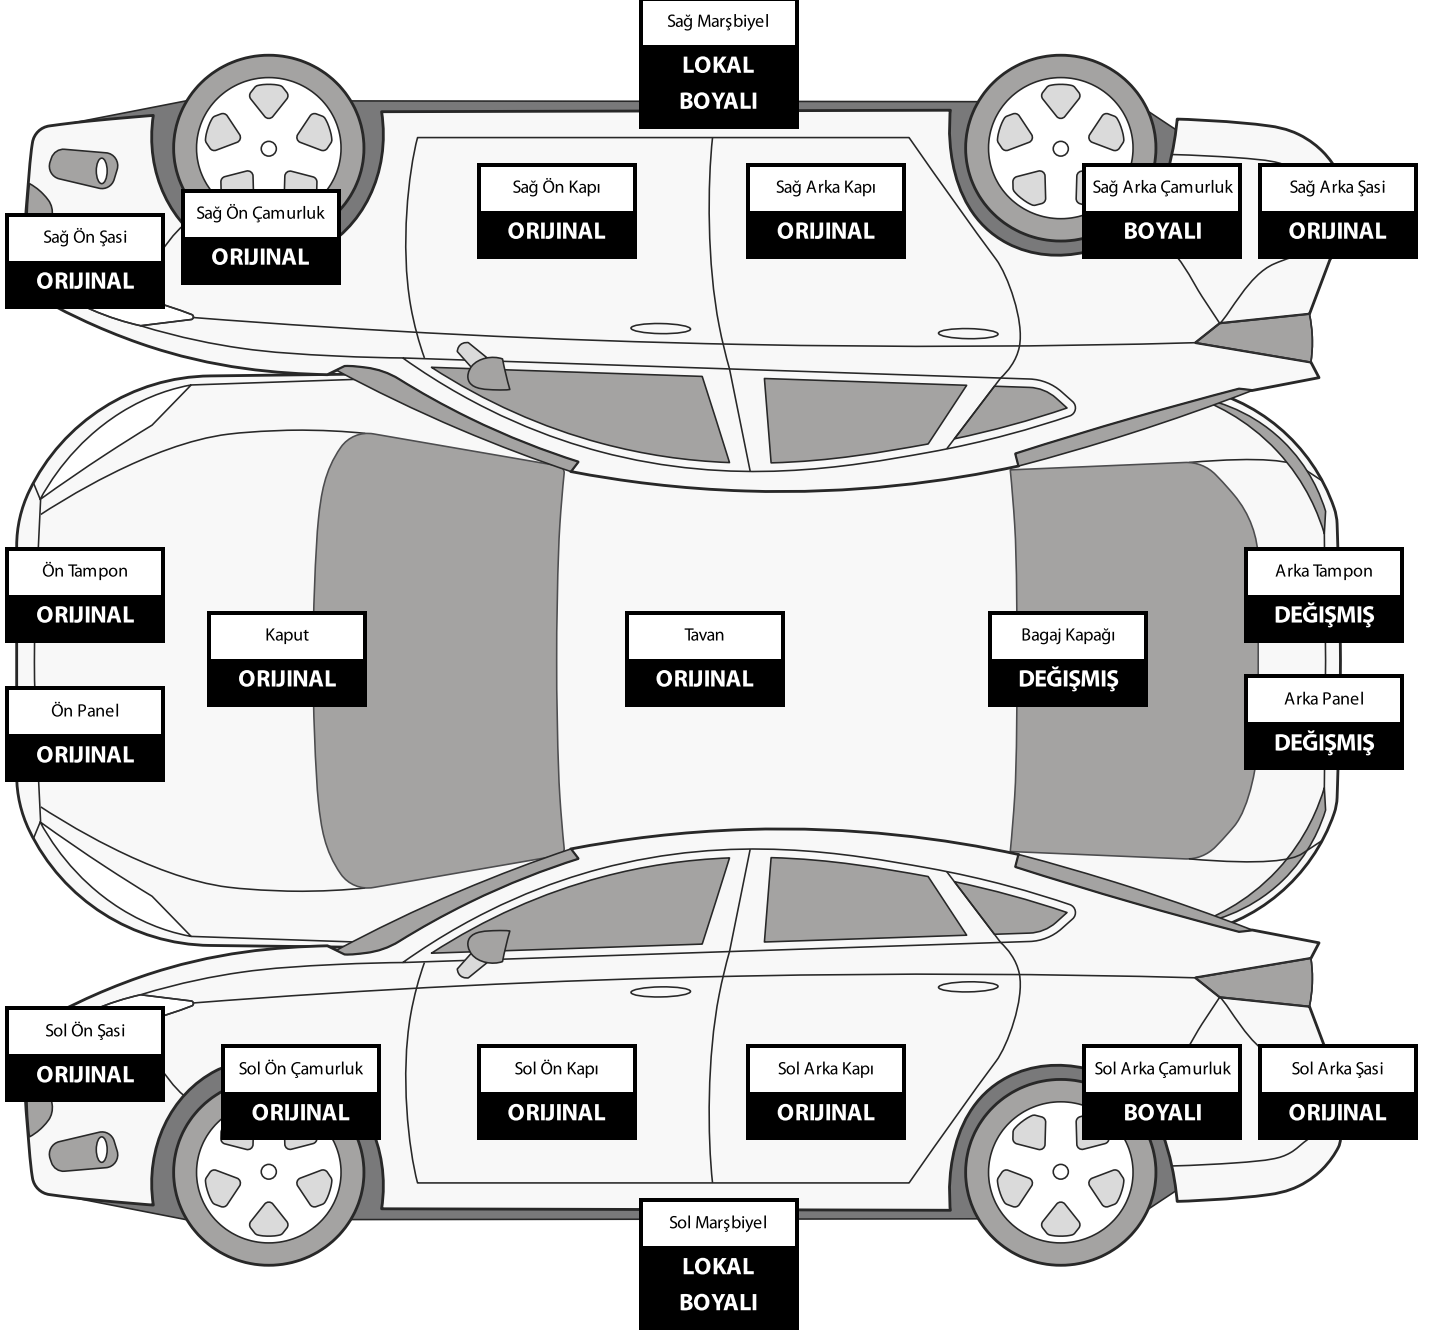 Sağ Marşbiyel
LOKAL
BOYALI
Sağ Ön Kapı
ORIJINAL
Sağ Arka Kapı
ORIJINAL
Sağ Arka Çamurluk
BOYALI
Sağ Arka Şasi
ORIJINAL
Sağ Ön Çamurluk
ORIJINAL
Sağ Ön Şasi
ORIJINAL
Ön Tampon
ORIJINAL
Arka Tampon
DEĞIŞMIŞ
Kaput
ORIJINAL
Tavan
ORIJINAL
Bagaj Kapağı
DEĞIŞMIŞ
Ön Panel
ORIJINAL
Arka Panel
DEĞIŞMIŞ
Sol Ön Şasi
ORIJINAL
Sol Ön Çamurluk
ORIJINAL
Sol Ön Kapı
ORIJINAL
Sol Arka Kapı
ORIJINAL
Sol Arka Çamurluk
BOYALI
Sol Arka Şasi
ORIJINAL
Sol Marşbiyel
LOKAL
BOYALI